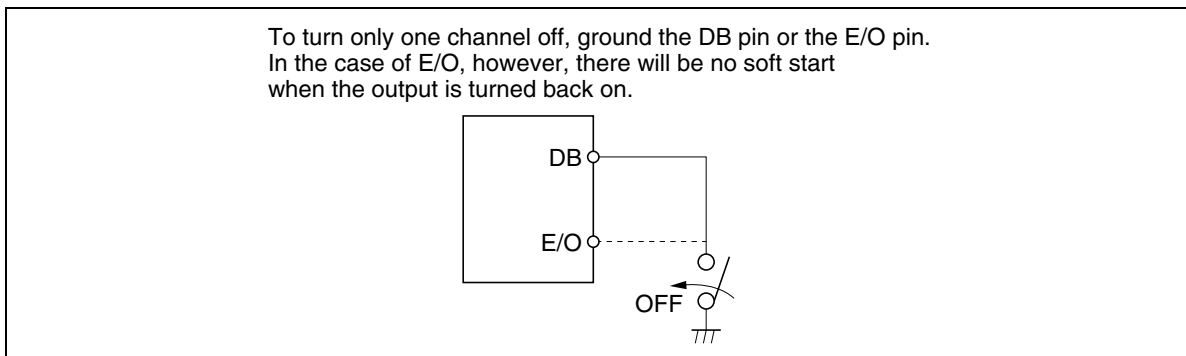 To turn only one channel off, ground the DB pin or the E/O pin.
In the case of E/O, however, there will be no soft start
when the output is turned back on.
DB
E/O
OFF